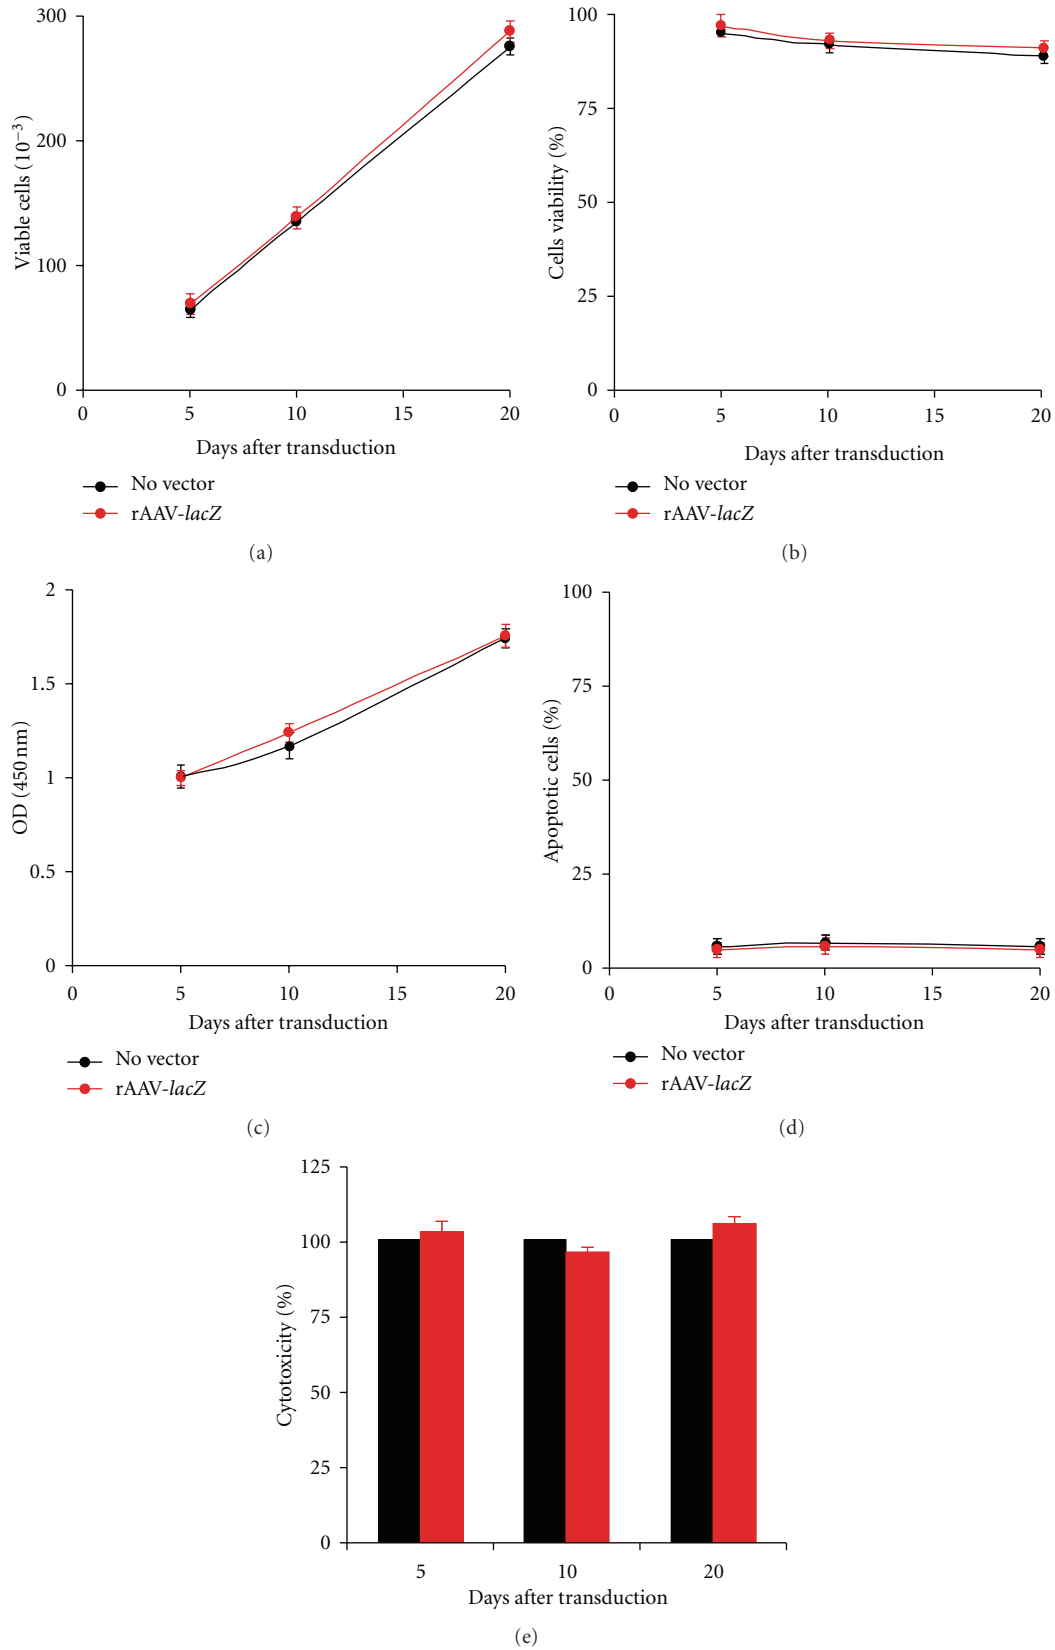 300
200
100
0
Viable cells (10⁻³)
0 5 10 15 20
Days after transduction
No vector
rAAV-lacZ
(a)
100
75
50
25
0
Cells viability (%)
0 5 10 15 20
Days after transduction
No vector
rAAV-lacZ
(b)
2
1.5
1
0.5
0
OD (450 nm)
0 5 10 15 20
Days after transduction
No vector
rAAV-lacZ
(c)
100
75
50
25
0
Apoptotic cells (%)
0 5 10 15 20
Days after transduction
No vector
rAAV-lacZ
(d)
125
100
75
50
25
0
Cytotoxicity (%)
5 10 20
Days after transduction
(e)